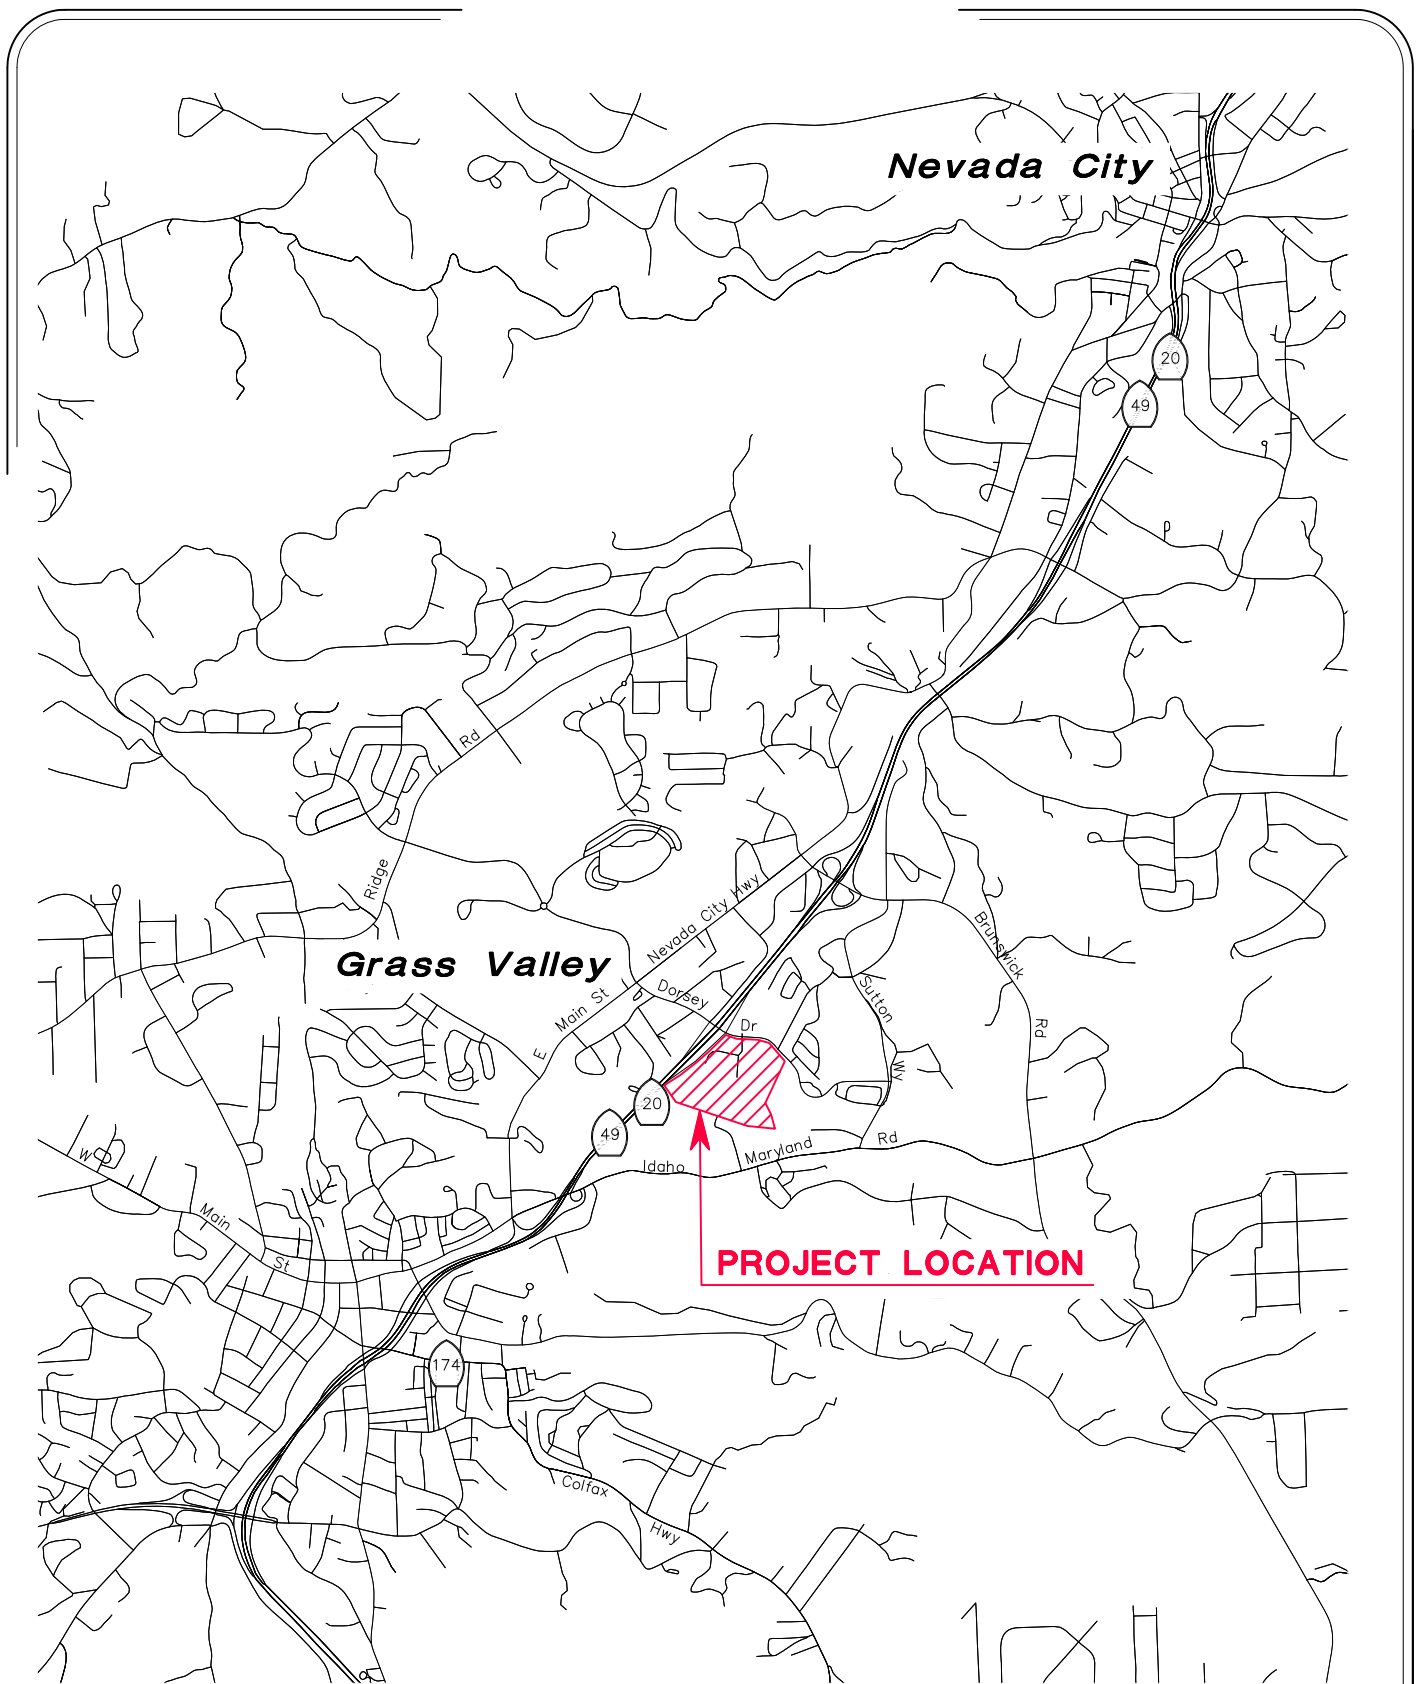 Nevada City
20
49
Rd
Ridge
Nevada City Hwy
Brunswick
Rd
Grass Valley
Sutton
Wy
Dorsey
Dr
E Main St
20
49
Maryland Rd
Idaho
W Main St
PROJECT LOCATION
174
Colfax
Hwy